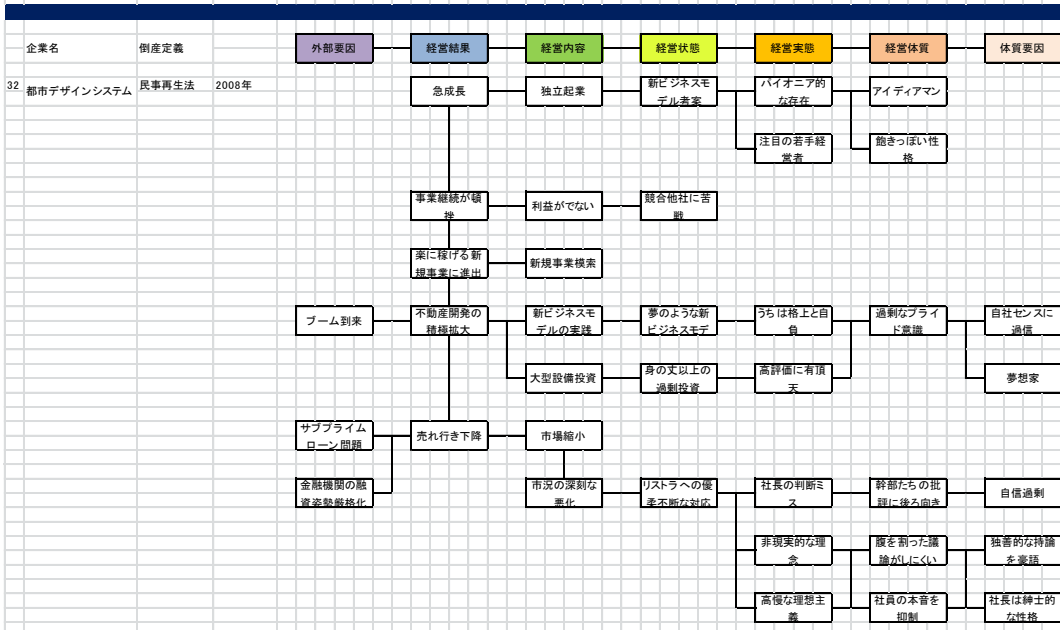 企業名
倒産定義
外部要因
経営結果
経営内容
経営状態
経営実態
経営体質
体質要因
32
都市デザインシステム
民事再生法
2008年
急成長
独立起業
新ビジネスモ
デル考案
パイオニア的
な存在
アイディアマン
注目の若手経
営者
飽きっぽい性
格
事業継続が頓
挫
利益がでない
競合他社に苦
戦
楽に稼げる新
規事業に進出
新規事業模索
ブーム到来
不動産開発の
積極拡大
新ビジネスモ
デルの実践
夢のような新
ビジネスモデ
うちは格上と自
負
過剰なプライ
ド意識
自社センスに
過信
大型設備投資
身の丈以上の
過剰投資
高評価に有頂
天
夢想家
サブプライム
ローン問題
売れ行き下降
市場縮小
金融機関の融
資姿勢厳格化
市況の深刻な
悪化
リストラへの優
柔不断な対応
社長の判断ミ
ス
幹部たちの批
評に後ろ向き
自信過剰
非現実的な理
念
腹を割った議
論がしにくい
独善的な持論
を豪語
高慢な理想主
義
社員の本音を
抑制
社長は紳士的
な性格